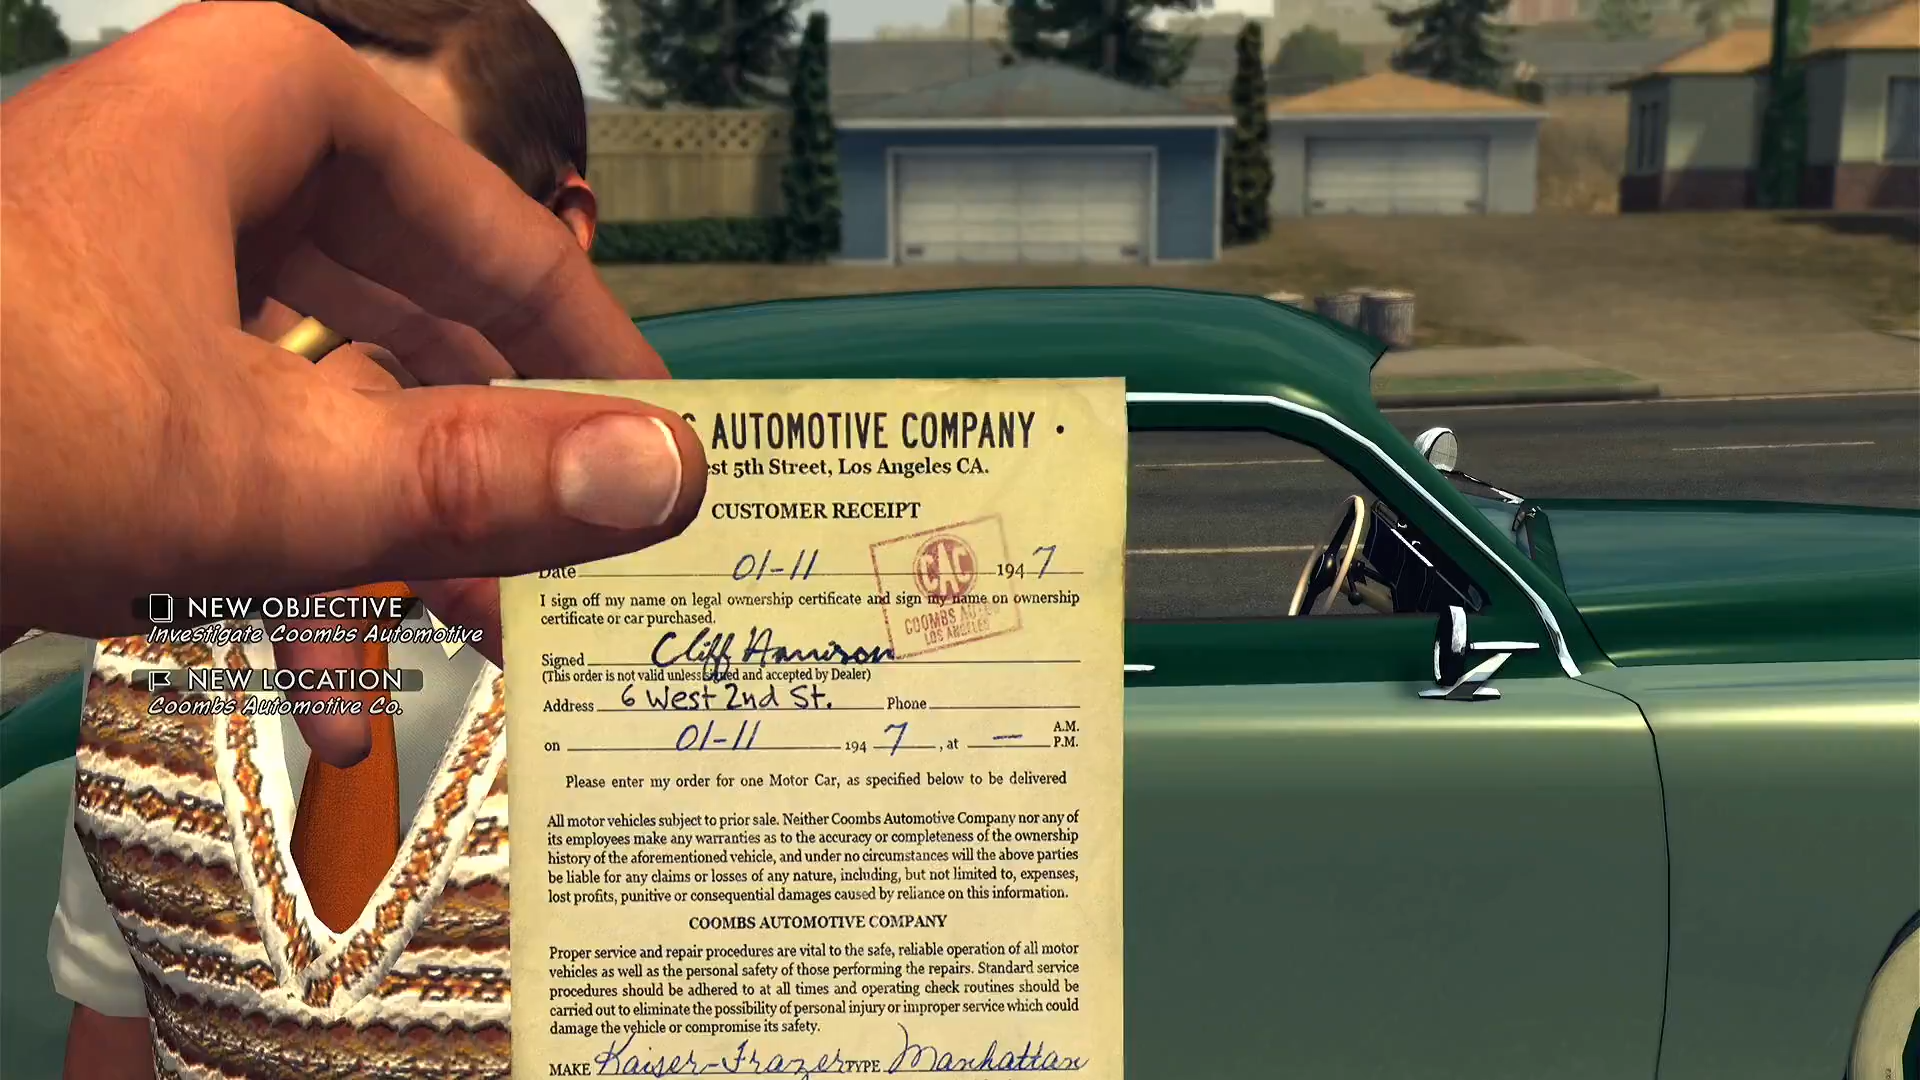 S AUTOMOTIVE COMPANY ·
st 5th Street, Los Angeles CA.
CUSTOMER RECEIPT
Date 01-11 1947
CAC
COOMBS AUTO
LOS ANGELES
I sign off my name on legal ownership certificate and sign my name on ownership
certificate or car purchased.
Signed Cliff Harrison
(This order is not valid unless signed and accepted by Dealer)
Address 6 West 2nd St. Phone
on 01-11 1947, at — A.M.
P.M.
Please enter my order for one Motor Car, as specified below to be delivered
All motor vehicles subject to prior sale. Neither Coombs Automotive Company nor any of
its employees make any warranties as to the accuracy or completeness of the ownership
history of the aforementioned vehicle, and under no circumstances will the above parties
be liable for any claims or losses of any nature, including, but not limited to, expenses,
lost profits, punitive or consequential damages caused by reliance on this information.
COOMBS AUTOMOTIVE COMPANY
Proper service and repair procedures are vital to the safe, reliable operation of all motor
vehicles as well as the personal safety of those performing the repairs. Standard service
procedures should be adhered to at all times and operating check routines should be
carried out to eliminate the possibility of personal injury or improper service which could
damage the vehicle or compromise its safety.
MAKE Kaiser-Frazer TYPE Manhattan
NEW OBJECTIVE
Investigate Coombs Automotive
NEW LOCATION
Coombs Automotive Co.